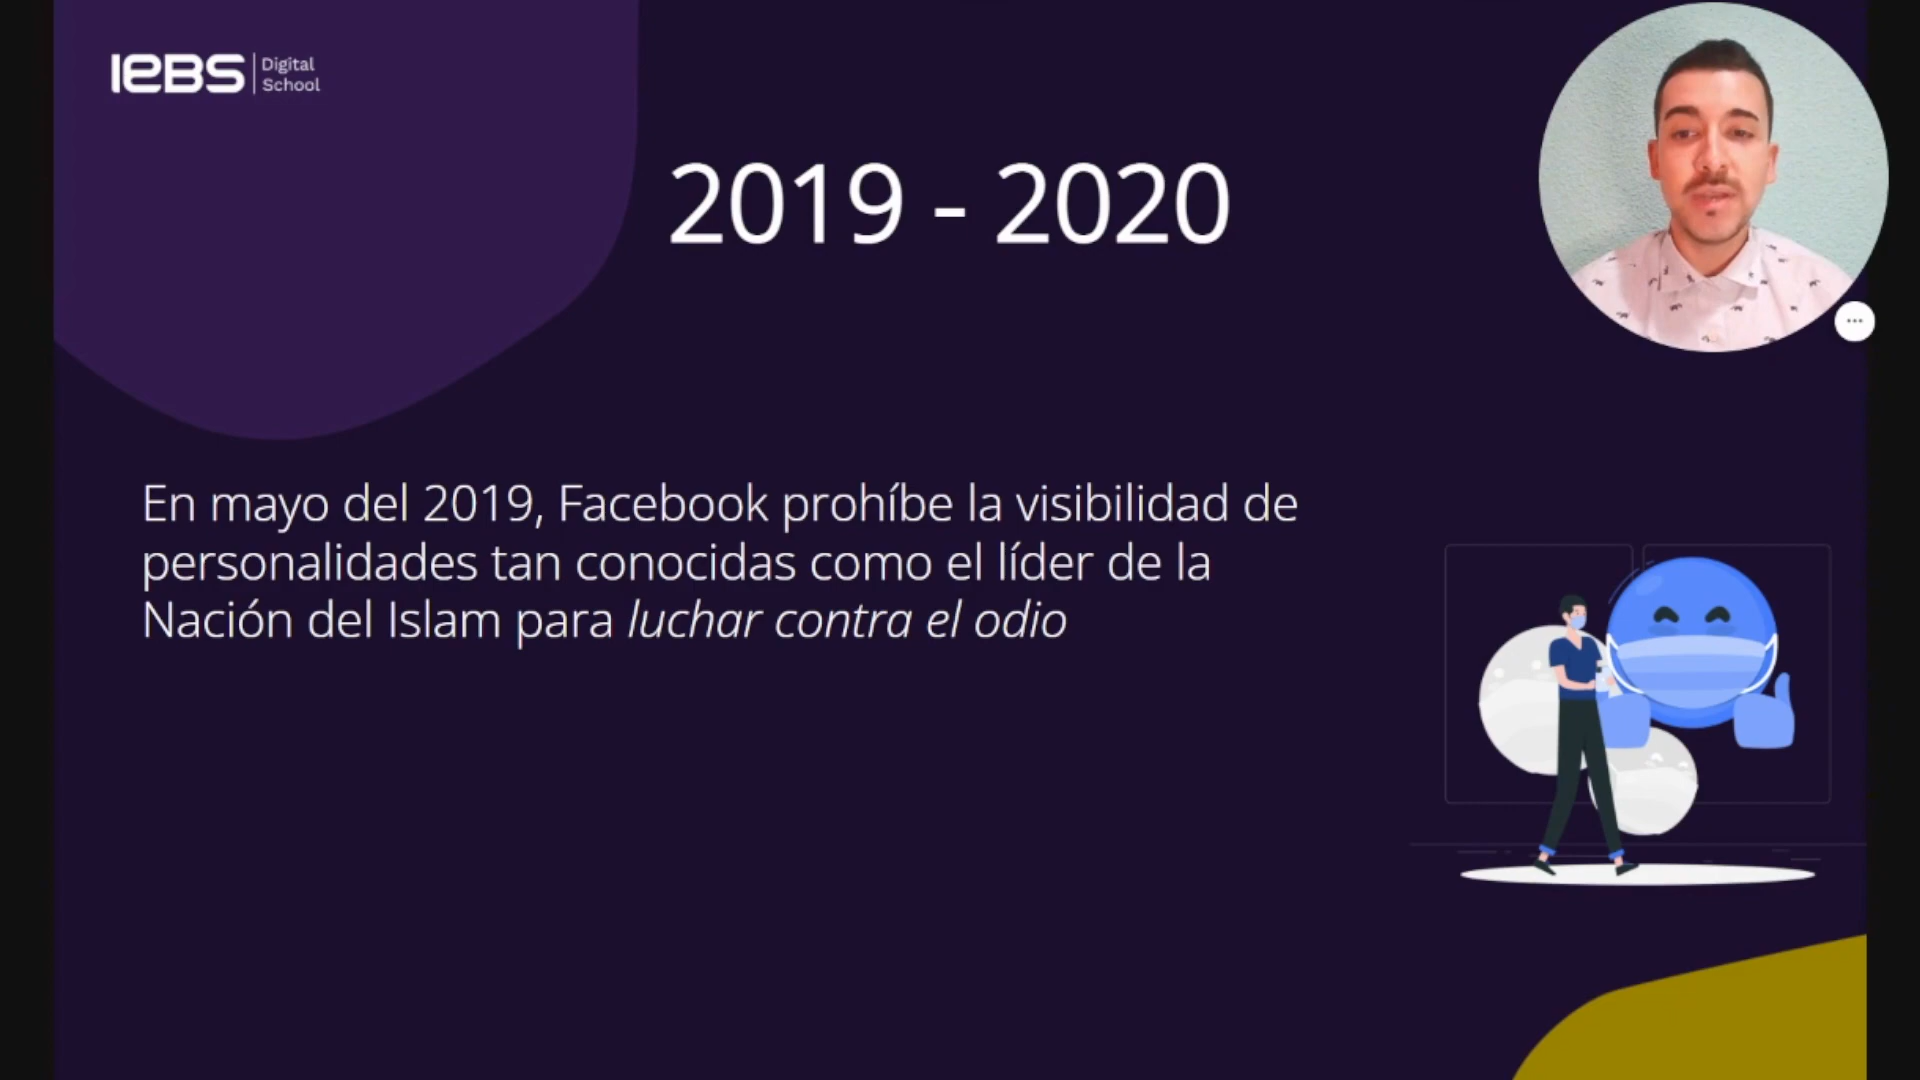 IEBS Digital School
2019 - 2020
En mayo del 2019, Facebook prohíbe la visibilidad de
personalidades tan conocidas como el líder de la
Nación del Islam para luchar contra el odio